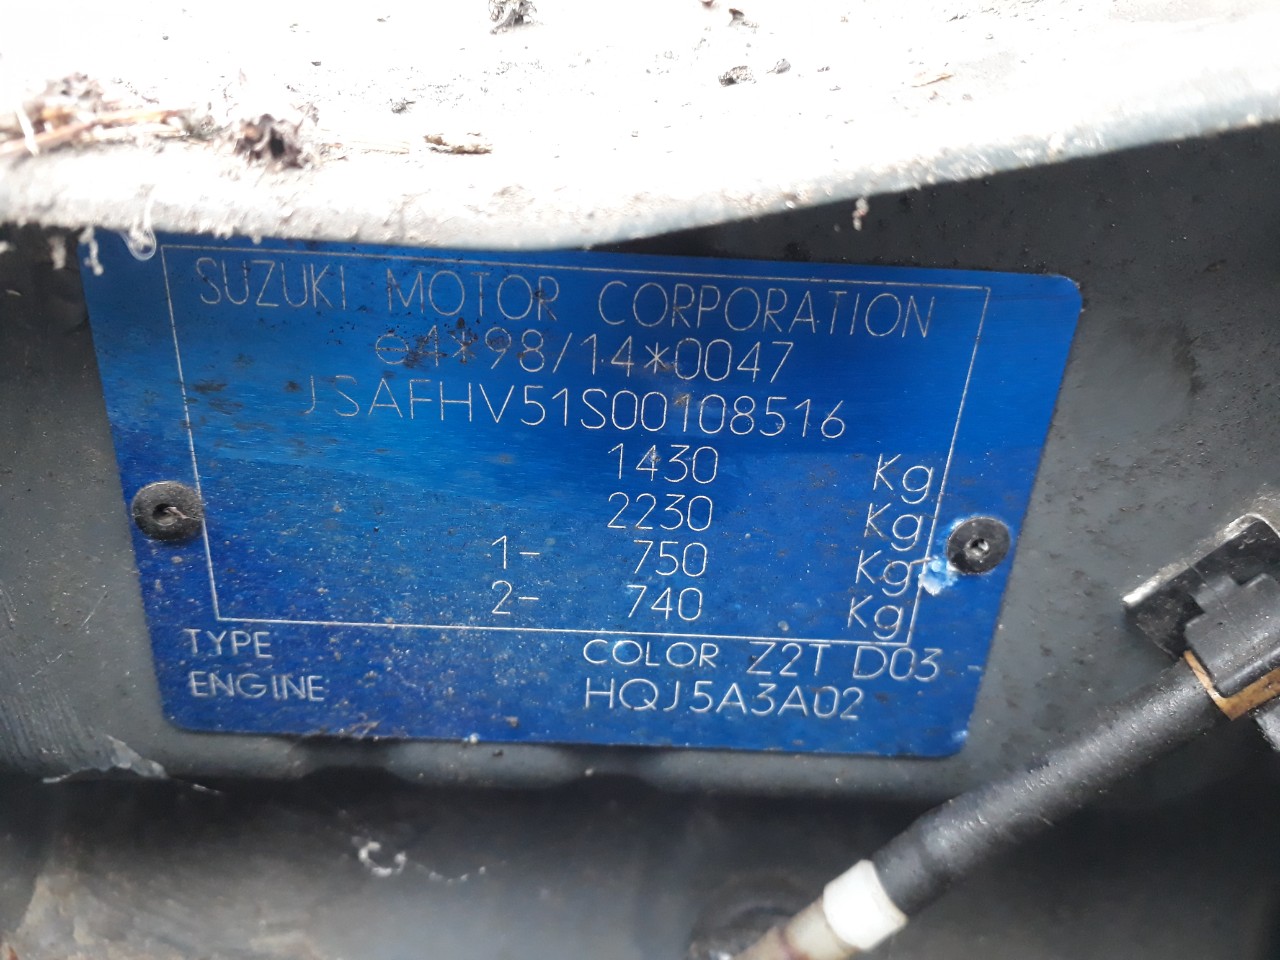 SUZUKI MOTOR CORPORATION
e4*98/14*0047
JSAFHV51S00108516
1430 Kg
2230 Kg
1- 750 Kg
2- 740 Kg
TYPE COLOR Z2T D03
ENGINE HQJ5A3A02